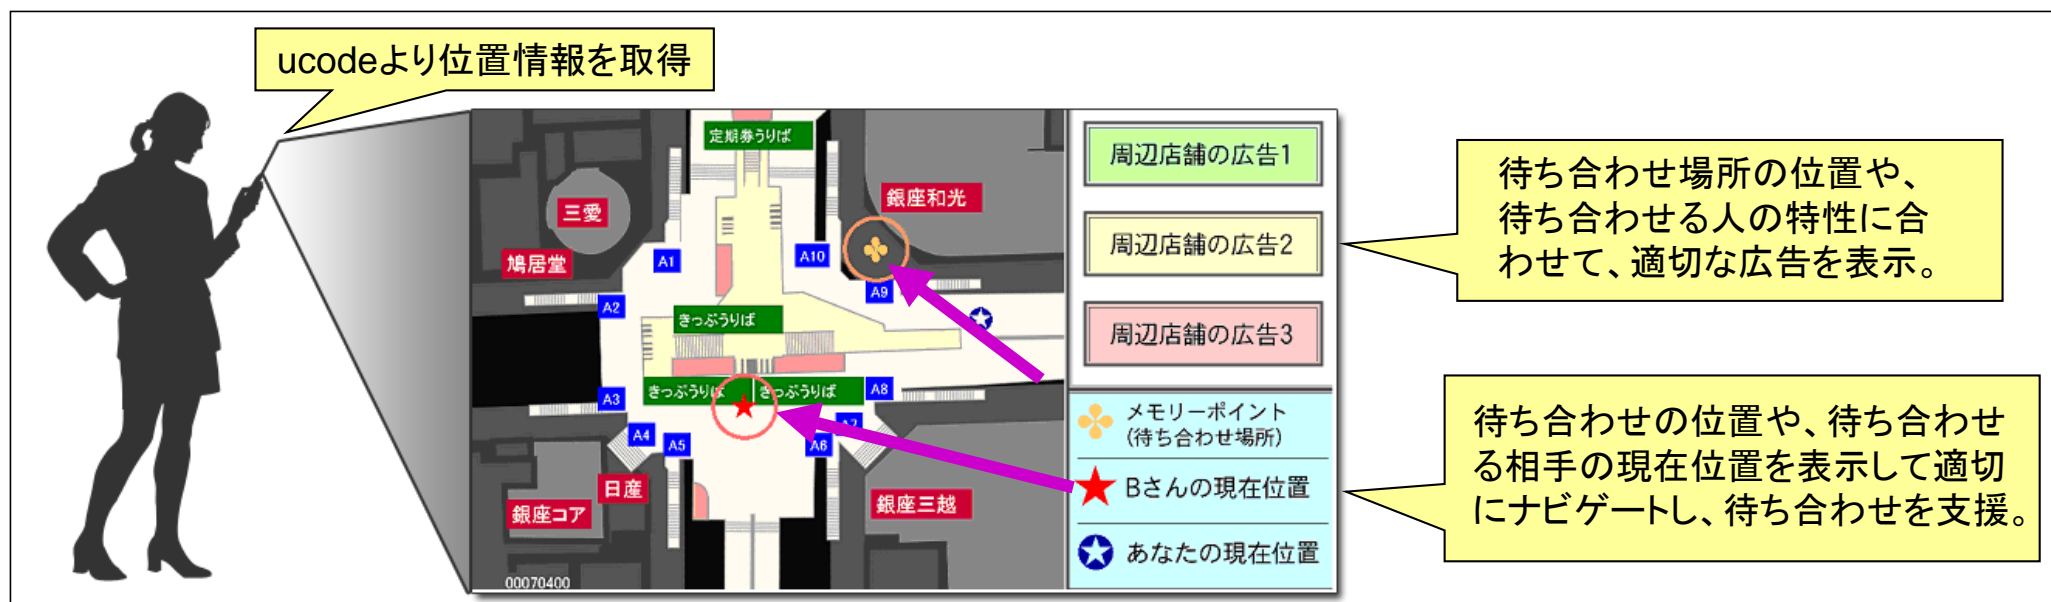 ucodeより位置情報を取得
定期券うりば
銀座和光
三愛
鳩居堂
A1
A10
A9
A2
きっぷうりば
きっぷうりば
きっぷうりば
A3
A8
A4
A5
A6
A7
日産
銀座コア
銀座三越
00070400
周辺店舗の広告1
周辺店舗の広告2
周辺店舗の広告3
メモリーポイント
(待ち合わせ場所)
Bさんの現在位置
あなたの現在位置
待ち合わせ場所の位置や、
待ち合わせる人の特性に合
わせて、適切な広告を表示。
待ち合わせの位置や、待ち合わせ
る相手の現在位置を表示して適切
にナビゲートし、待ち合わせを支援。